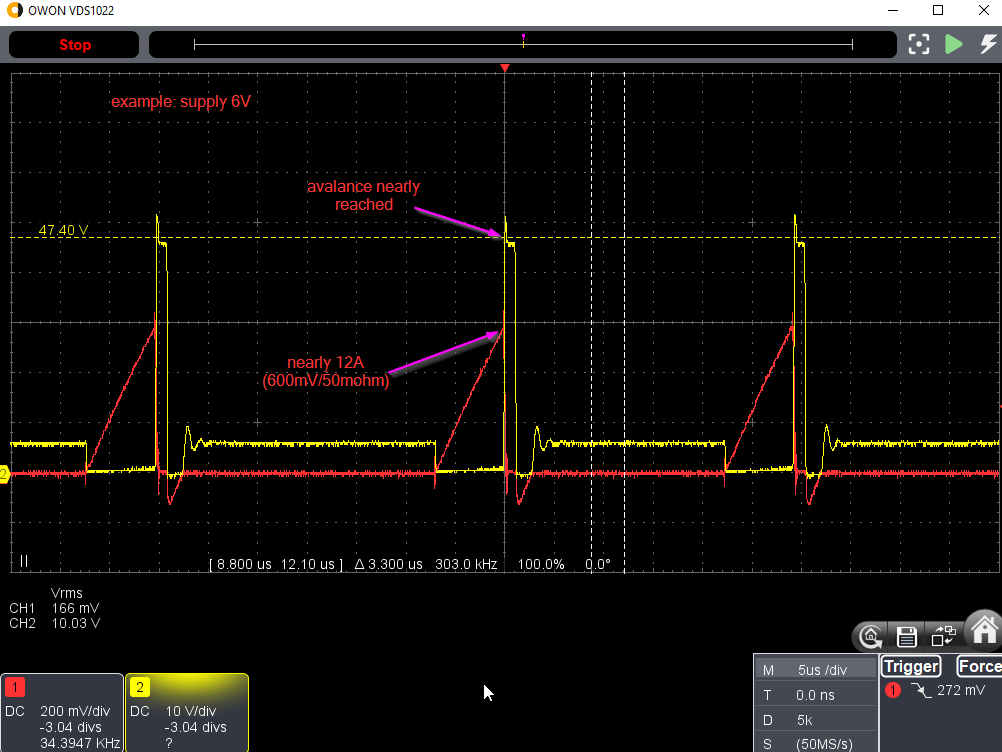 OWON VDS1022
Stop
example: supply 6V
avalance nearly
reached
47.40 V
nearly 12A
(600mV/50mohm)
2
II
[ 8.800 us 12.10 us ] Δ 3.300 us 303.0 kHz 100.0% 0.0°
Vrms
CH1 166 mV
CH2 10.03 V
1
DC 200 mV/div
-3.04 divs
34.3947 KHz
2
DC 10 V/div
-3.04 divs
?
M 5us /div
T 0.0 ns
D 5k
S (50MS/s)
Trigger Force
1 272 mV